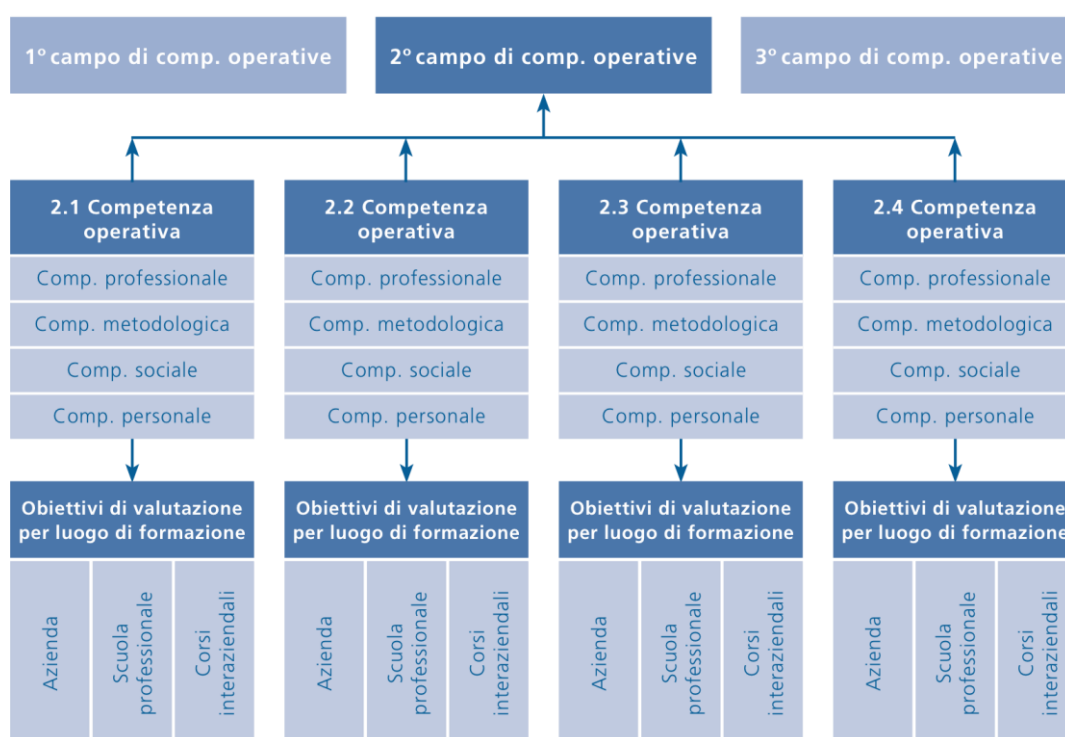 1° campo di comp. operative
2° campo di comp. operative
3° campo di comp. operative
2.1 Competenza
operativa
Comp. professionale
Comp. metodologica
Comp. sociale
Comp. personale
Obiettivi di valutazione
per luogo di formazione
Azienda
Scuola
professionale
Corsi
interaziendali
2.2 Competenza
operativa
Comp. professionale
Comp. metodologica
Comp. sociale
Comp. personale
Obiettivi di valutazione
per luogo di formazione
Azienda
Scuola
professionale
Corsi
interaziendali
2.3 Competenza
operativa
Comp. professionale
Comp. metodologica
Comp. sociale
Comp. personale
Obiettivi di valutazione
per luogo di formazione
Azienda
Scuola
professionale
Corsi
interaziendali
2.4 Competenza
operativa
Comp. professionale
Comp. metodologica
Comp. sociale
Comp. personale
Obiettivi di valutazione
per luogo di formazione
Azienda
Scuola
professionale
Corsi
interaziendali